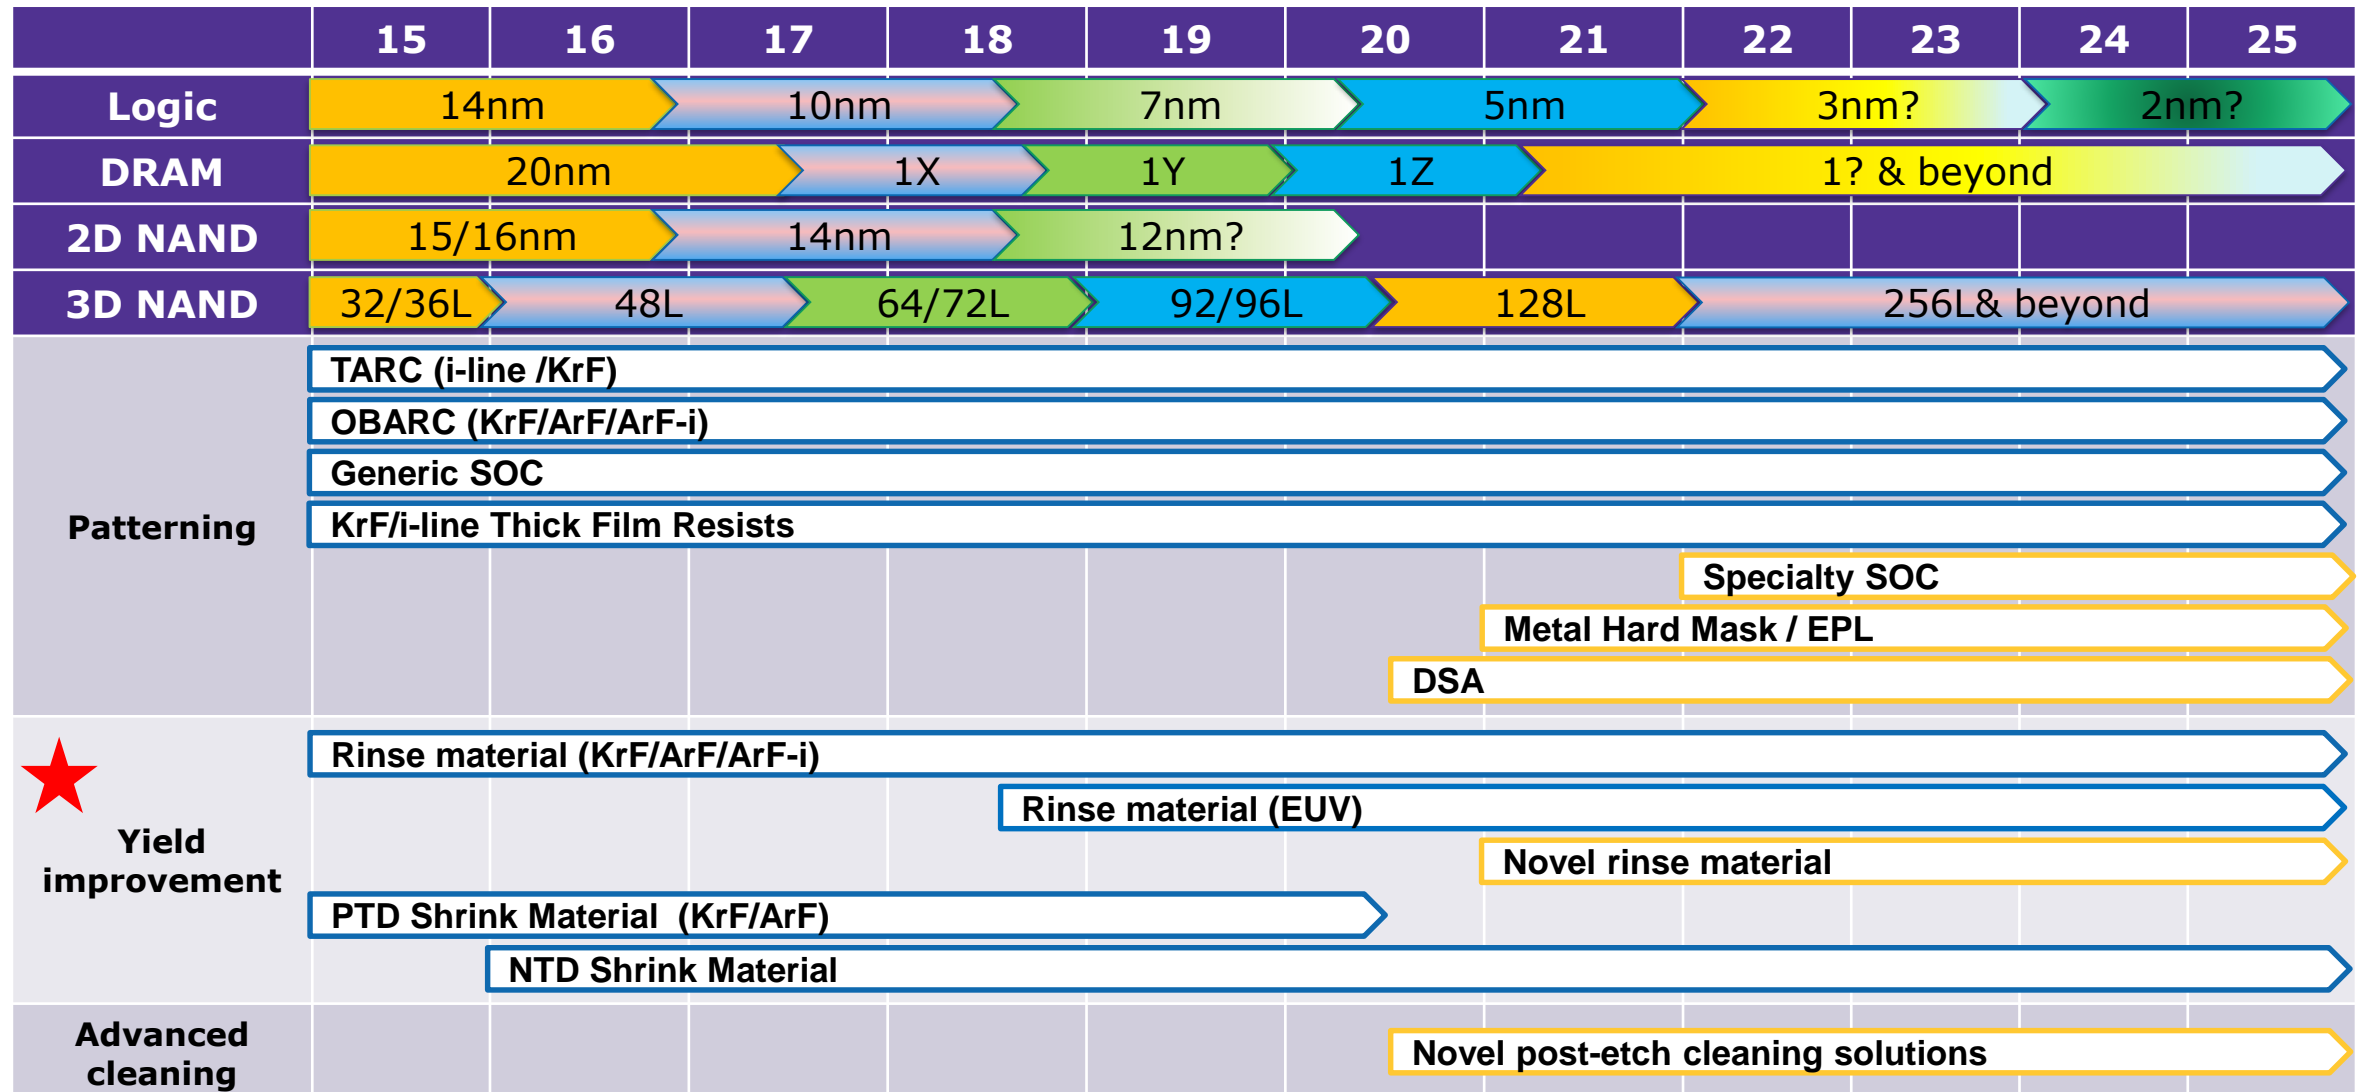 15 16 17 18 19 20 21 22 23 24 25
Logic 14nm 10nm 7nm 5nm 3nm? 2nm?
DRAM 20nm 1X 1Y 1Z 1? & beyond
2D NAND 15/16nm 14nm 12nm?
3D NAND 32/36L 48L 64/72L 92/96L 128L 256L& beyond
Patterning
TARC (i-line /KrF)
OBARC (KrF/ArF/ArF-i)
Generic SOC
KrF/i-line Thick Film Resists
Specialty SOC
Metal Hard Mask / EPL
DSA
Yield
improvement
Rinse material (KrF/ArF/ArF-i)
Rinse material (EUV)
Novel rinse material
PTD Shrink Material (KrF/ArF)
NTD Shrink Material
Advanced
cleaning
Novel post-etch cleaning solutions